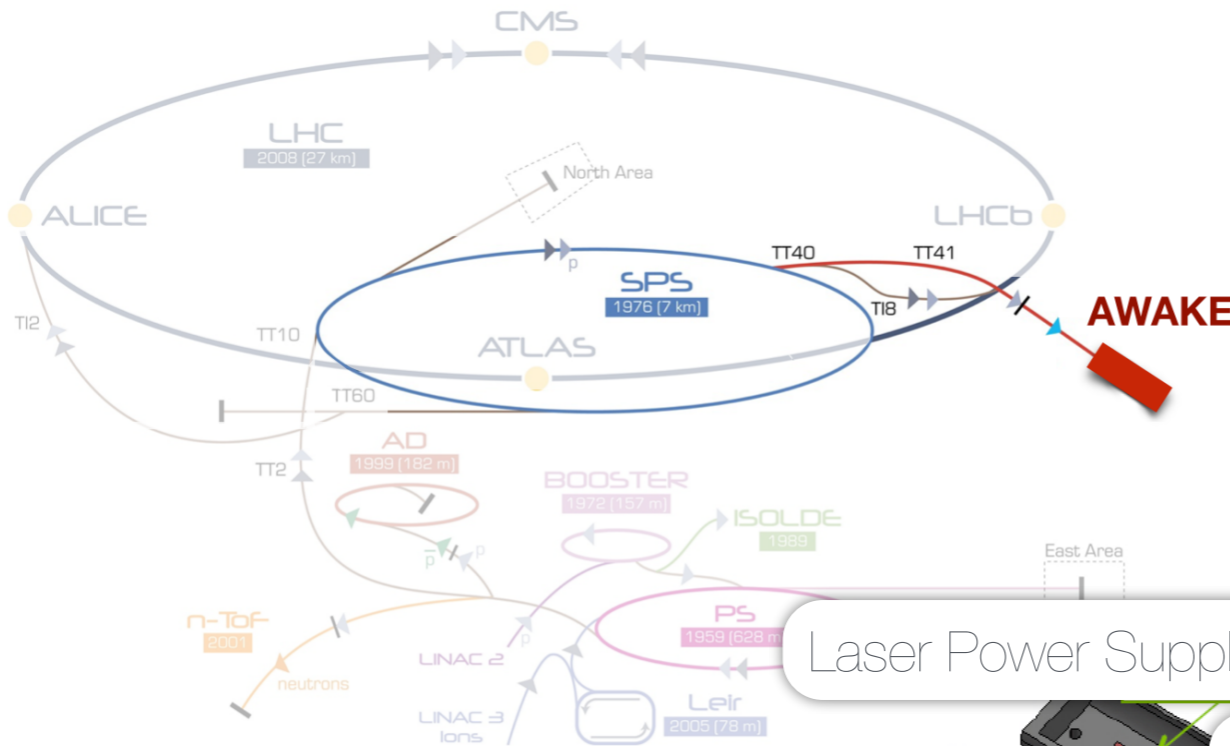 CMS
LHC
2008 (27 km)
North Area
ALICE
LHCb
TT40
TT41
p
SPS
1976 (7 km)
TI8
AWAKE
TI2
TT10
ATLAS
TT60
AD
1999 (182 m)
TT2
BOOSTER
1972 (157 m)
ISOLDE
1989
p
p
East Area
n-ToF
2001
PS
1959 (628 m
p
LINAC 2
neutrons
Laser Power Suppl
LINAC 3
Ions
Leir
2005 (78 m)